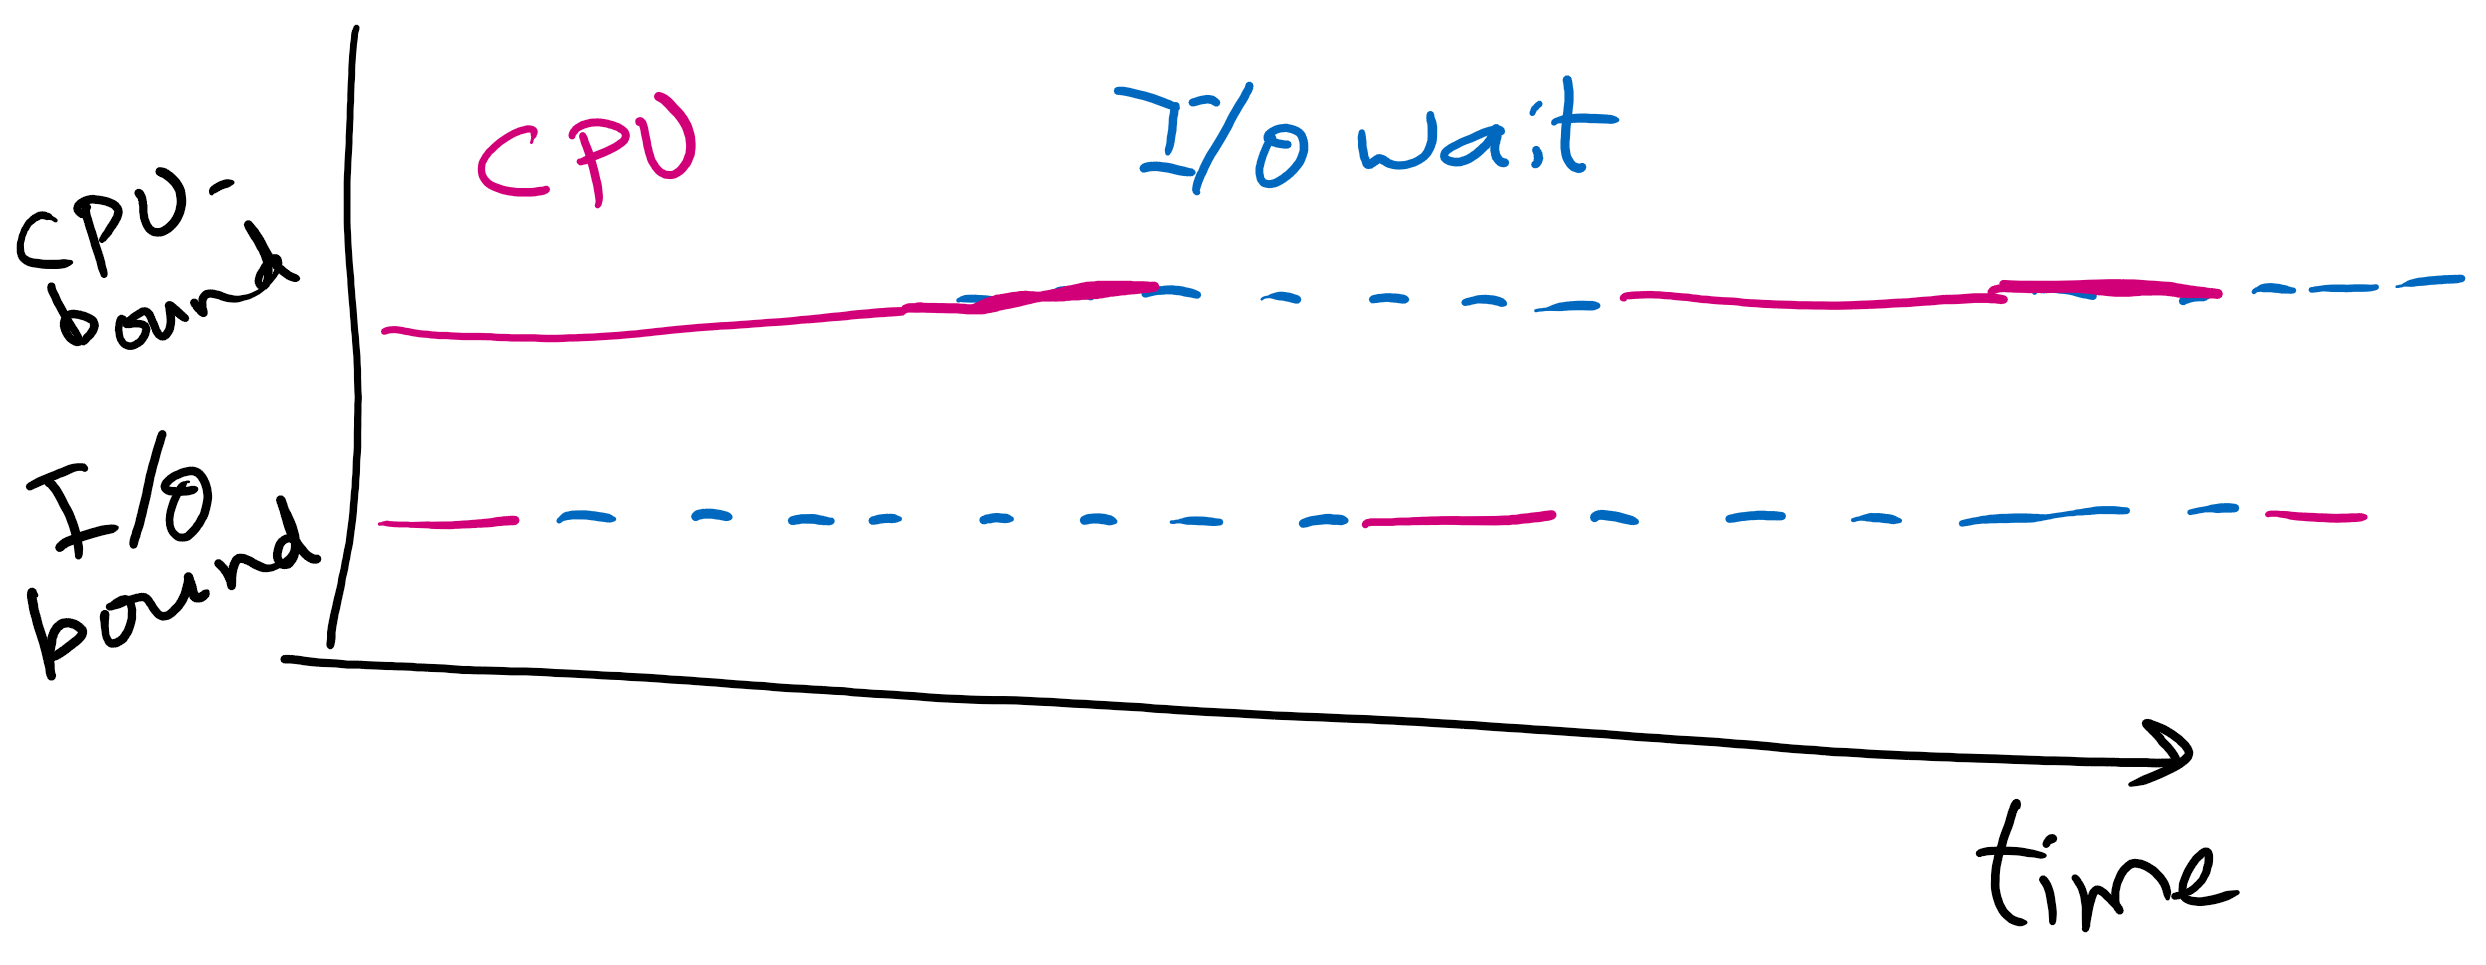 CPU
I/O wait
CPU-
bound
I/O
bound
time